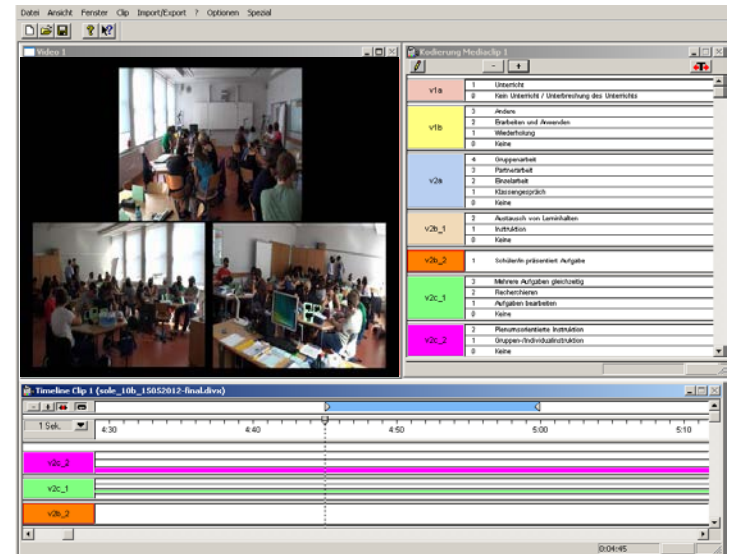 Datei Ansicht Fenster Clip Import/Export ? Optionen Spezial
Video 1
Kodierung Mediaclip 1
- +
T
v1a
1 Unterricht
0 Kein Unterricht / Unterbrechung des Unterrichts
v1b
3 Andere
2 Erarbeiten und Anwenden
1 Wiederholung
0 Keine
v2a
4 Gruppenarbeit
3 Partnerarbeit
2 Einzelarbeit
1 Klassengespräch
0 Keine
v2b_1
2 Austausch von Lerninhalten
1 Instruktion
0 Keine
v2b_2
1 Schüler/in präsentiert Aufgabe
v2c_1
3 Mehrere Aufgaben gleichzeitig
2 Recherchieren
1 Aufgaben bearbeiten
0 Keine
v2c_2
2 Plenumsorientierte Instruktion
1 Gruppen-/Individualinstruktion
0 Keine
Timeline Clip 1 (sole_10b_15052012-final.divx)
1 Sek. 4:30 4:40 4:50 5:00 5:10
v2c_2
v2c_1
v2b_2
0:04:45